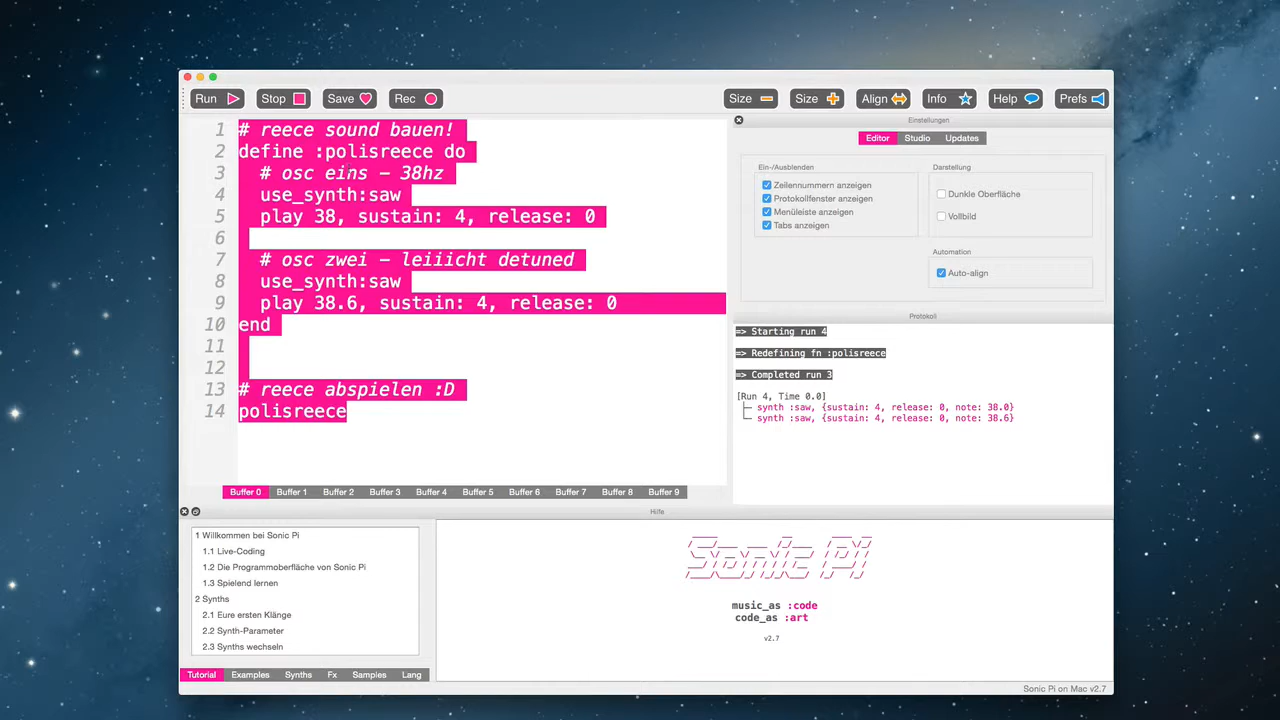 Run Stop Save Rec Size Size Align Info Help Prefs
1 # reece sound bauen!
2 define :polisreece do
3 # osc eins - 38hz
4 use_synth:saw
5 play 38, sustain: 4, release: 0
6
7 # osc zwei - leiiicht detuned
8 use_synth:saw
9 play 38.6, sustain: 4, release: 0
10 end
11
12
13 # reece abspielen :D
14 polisreece
Buffer 0 Buffer 1 Buffer 2 Buffer 3 Buffer 4 Buffer 5 Buffer 6 Buffer 7 Buffer 8 Buffer 9
Einstellungen
Editor Studio Updates
Ein-/Ausblenden
Zeilennummern anzeigen
Protokollfenster anzeigen
Menüleiste anzeigen
Tabs anzeigen
Darstellung
Dunkle Oberfläche
Vollbild
Automation
Auto-align
Protokoll
=> Starting run 4
=> Redefining fn :polisreece
=> Completed run 3
[Run 4, Time 0.0]
synth :saw, {sustain: 4, release: 0, note: 38.0}
synth :saw, {sustain: 4, release: 0, note: 38.6}
Hilfe
1 Willkommen bei Sonic Pi
1.1 Live-Coding
1.2 Die Programmoberfläche von Sonic Pi
1.3 Spielend lernen
2 Synths
2.1 Eure ersten Klänge
2.2 Synth-Parameter
2.3 Synths wechseln
Tutorial Examples Synths Fx Samples Lang
Sonic Pi
music_as :code
code_as :art
v2.7
Sonic Pi on Mac v2.7